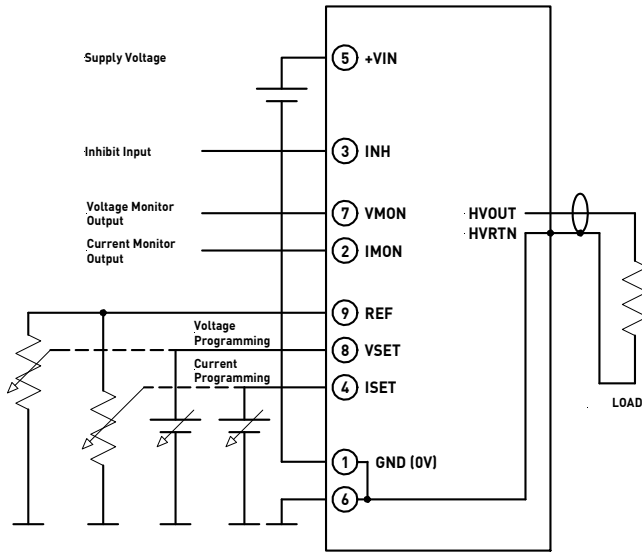 Supply Voltage
5 +VIN
Inhibit Input
3 INH
Voltage Monitor
Output
7 VMON
HVOUT
Current Monitor
Output
2 IMON
HVRTN
9 REF
Voltage
Programming
8 VSET
Current
Programming
4 ISET
LOAD
1 GND (0V)
6